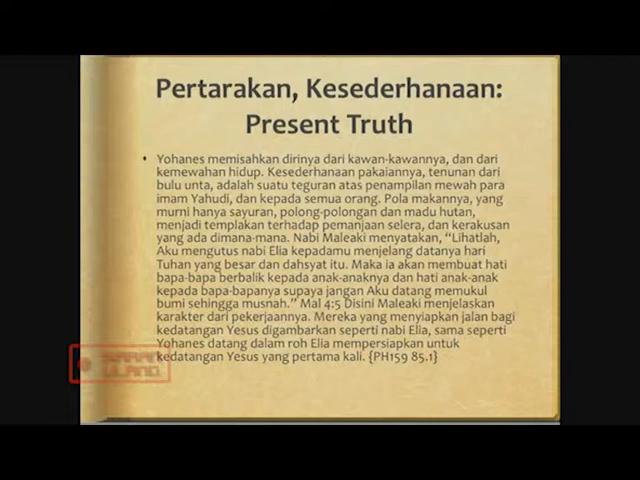 Pertarakan, Kesederhanaan:
Present Truth
• Yohanes memisahkan dirinya dari kawan-kawannya, dan dari
kemewahan hidup. Kesederhanaan pakaiannya, tenunan dari
bulu unta, adalah suatu teguran atas penampilan mewah para
imam Yahudi, dan kepada semua orang. Pola makannya, yang
murni hanya sayuran, polong-polongan dan madu hutan,
menjadi templakan terhadap pemanjaan selera, dan kerakusan
yang ada dimana-mana. Nabi Maleaki menyatakan, “Lihatlah,
Aku mengutus nabi Elia kepadamu menjelang datanya hari
Tuhan yang besar dan dahsyat itu. Maka ia akan membuat hati
bapa-bapa berbalik kepada anak-anaknya dan hati anak-anak
kepada bapa-bapanya supaya jangan Aku datang memukul
bumi sehingga musnah.” Mal 4:5 Disini Maleaki menjelaskan
karakter dari pekerjaannya. Mereka yang menyiapkan jalan bagi
kedatangan Yesus digambarkan seperti nabi Elia, sama seperti
Yohanes datang dalam roh Elia mempersiapkan untuk
kedatangan Yesus yang pertama kali. {PH159 85.1}
SIARAN
ULANG